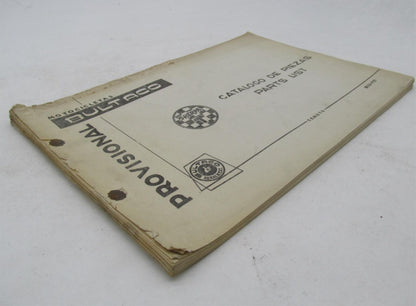 MOTOCICLETAS
BULTACO
CATALOGO DE PIEZAS
PARTS LIST
PROVISIONAL